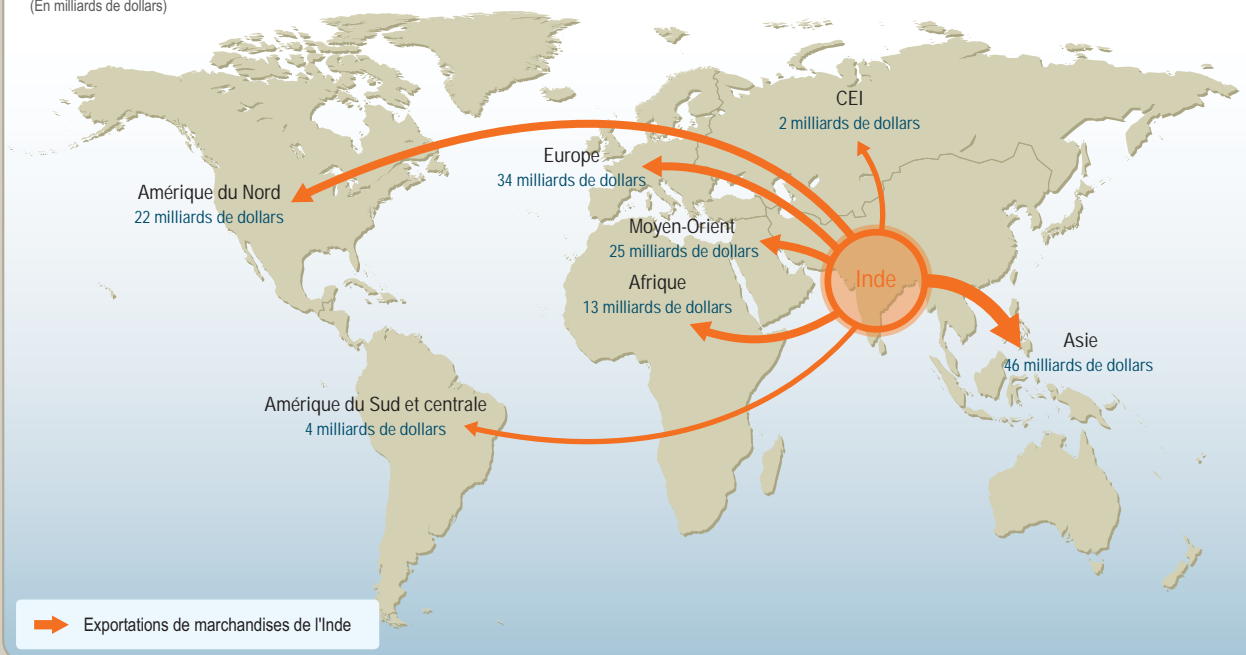 (En milliards de dollars)
CEI
2 milliards de dollars
Europe
34 milliards de dollars
Amérique du Nord
22 milliards de dollars
Moyen-Orient
25 milliards de dollars
Inde
Afrique
13 milliards de dollars
Asie
46 milliards de dollars
Amérique du Sud et centrale
4 milliards de dollars
Exportations de marchandises de l'Inde